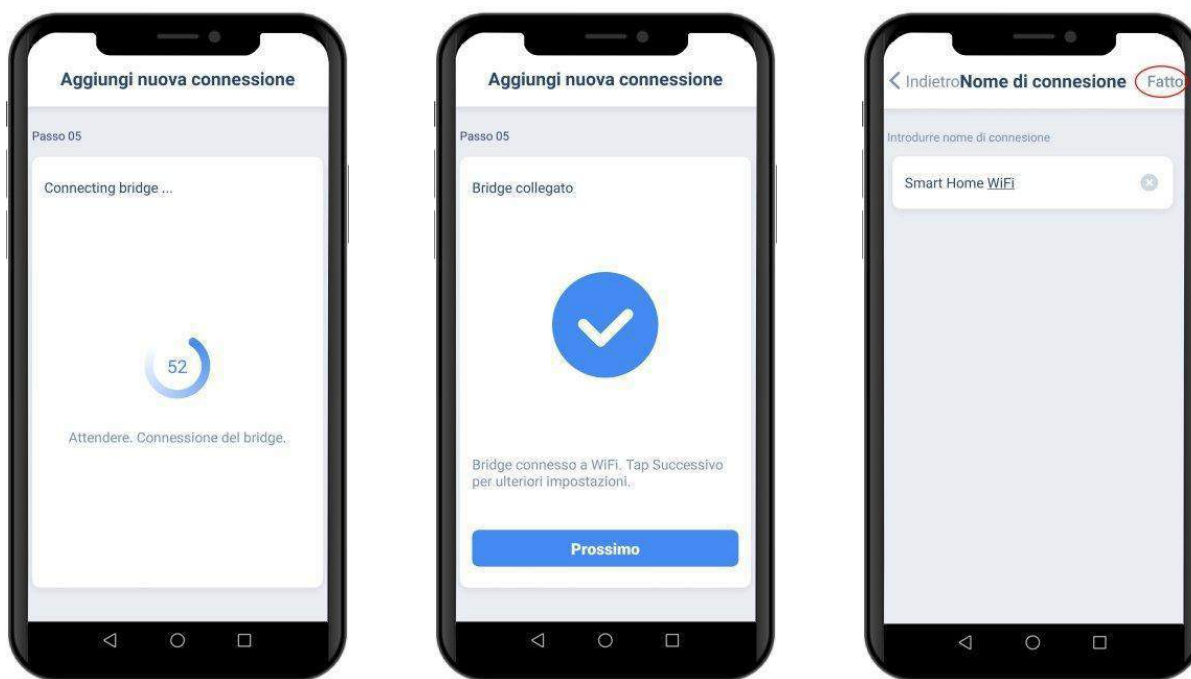 Aggiungi nuova connessione
Passo 05
Connecting bridge ...
52
Attendere. Connessione del bridge.
Aggiungi nuova connessione
Passo 05
Bridge collegato
Bridge connesso a WiFi. Tap Successivo
per ulteriori impostazioni.
Prossimo
Indietro Nome di connesione Fatto
Introdurre nome di connesione
Smart Home WiFi